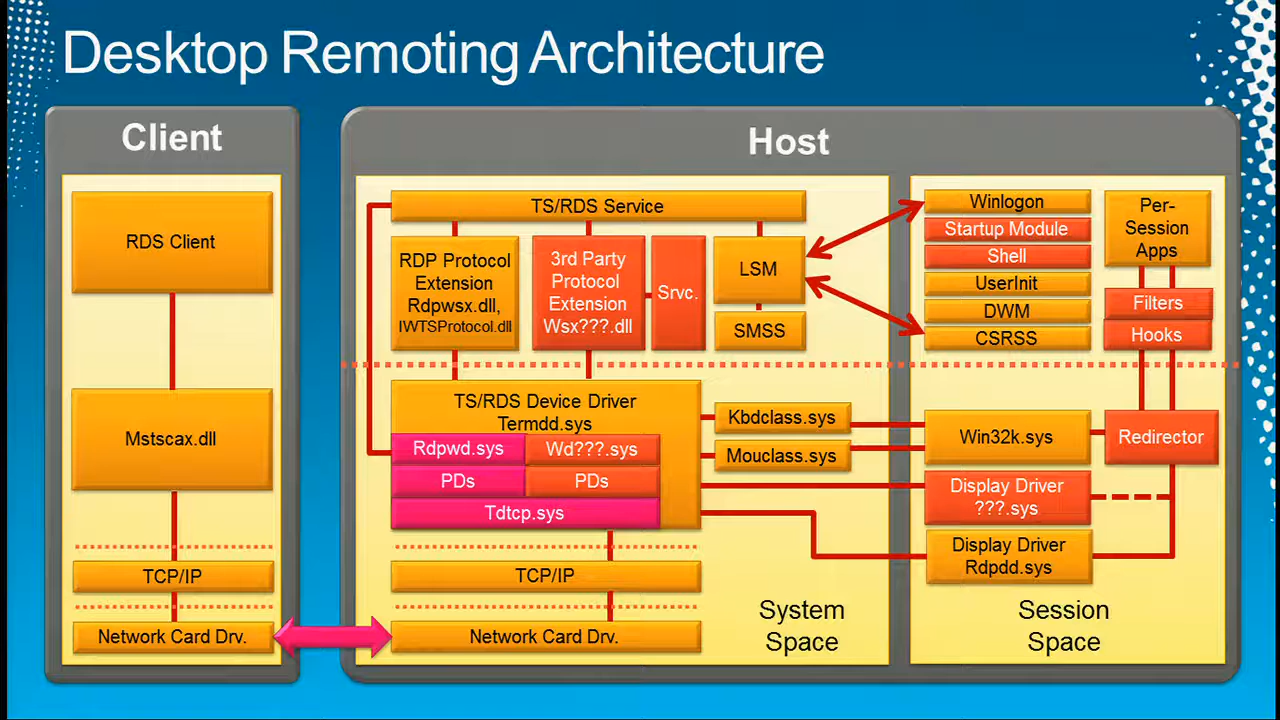 Desktop Remoting Architecture
Client
RDS Client
Mstscax.dll
TCP/IP
Network Card Drv.
Host
TS/RDS Service
RDP Protocol
Extension
Rdpwsx.dll,
IWTSProtocol.dll
3rd Party
Protocol
Extension
Wsx???.dll
Srvc.
LSM
SMSS
TS/RDS Device Driver
Termdd.sys
Rdpwd.sys
Wd???.sys
PDs
PDs
Tdtcp.sys
Kbdclass.sys
Mouclass.sys
TCP/IP
Network Card Drv.
System
Space
Winlogon
Startup Module
Shell
UserInit
DWM
CSRSS
Per-
Session
Apps
Filters
Hooks
Win32k.sys
Redirector
Display Driver
???.sys
Display Driver
Rdpdd.sys
Session
Space